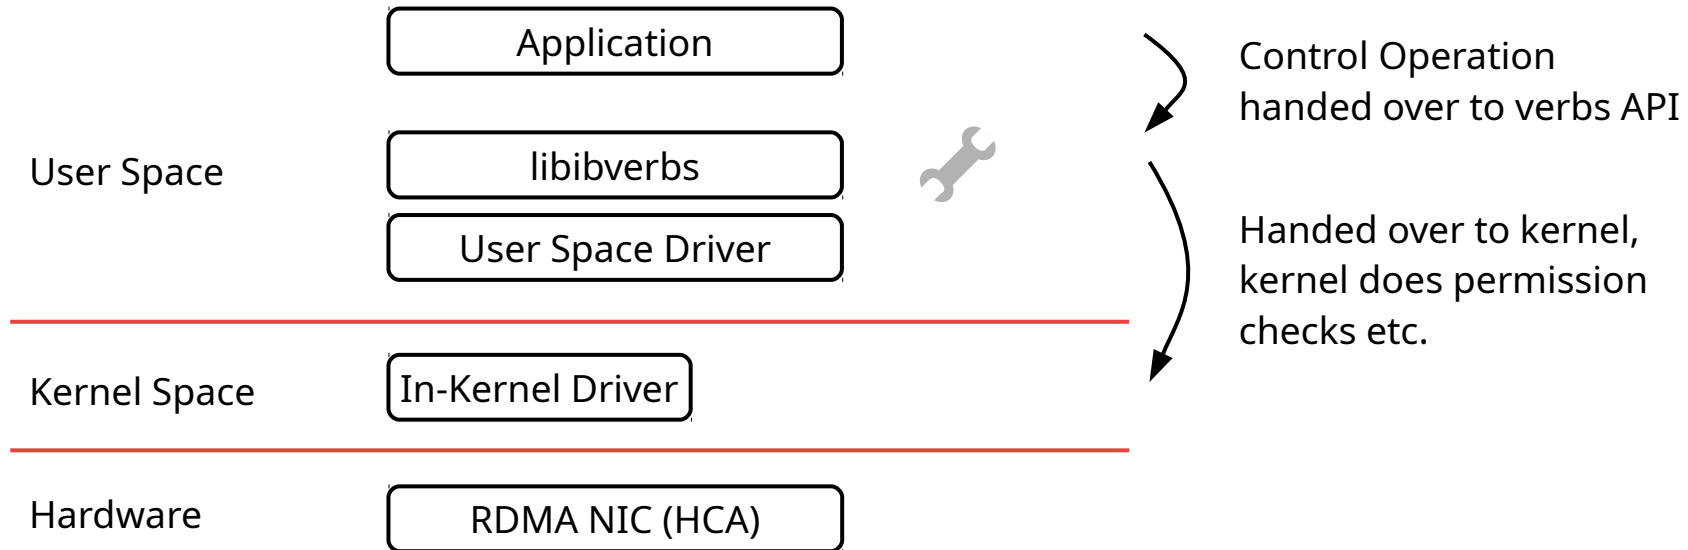 Application
Control Operation
handed over to verbs API
User Space
libibverbs
User Space Driver
Handed over to kernel,
kernel does permission
checks etc.
Kernel Space
In-Kernel Driver
Hardware
RDMA NIC (HCA)